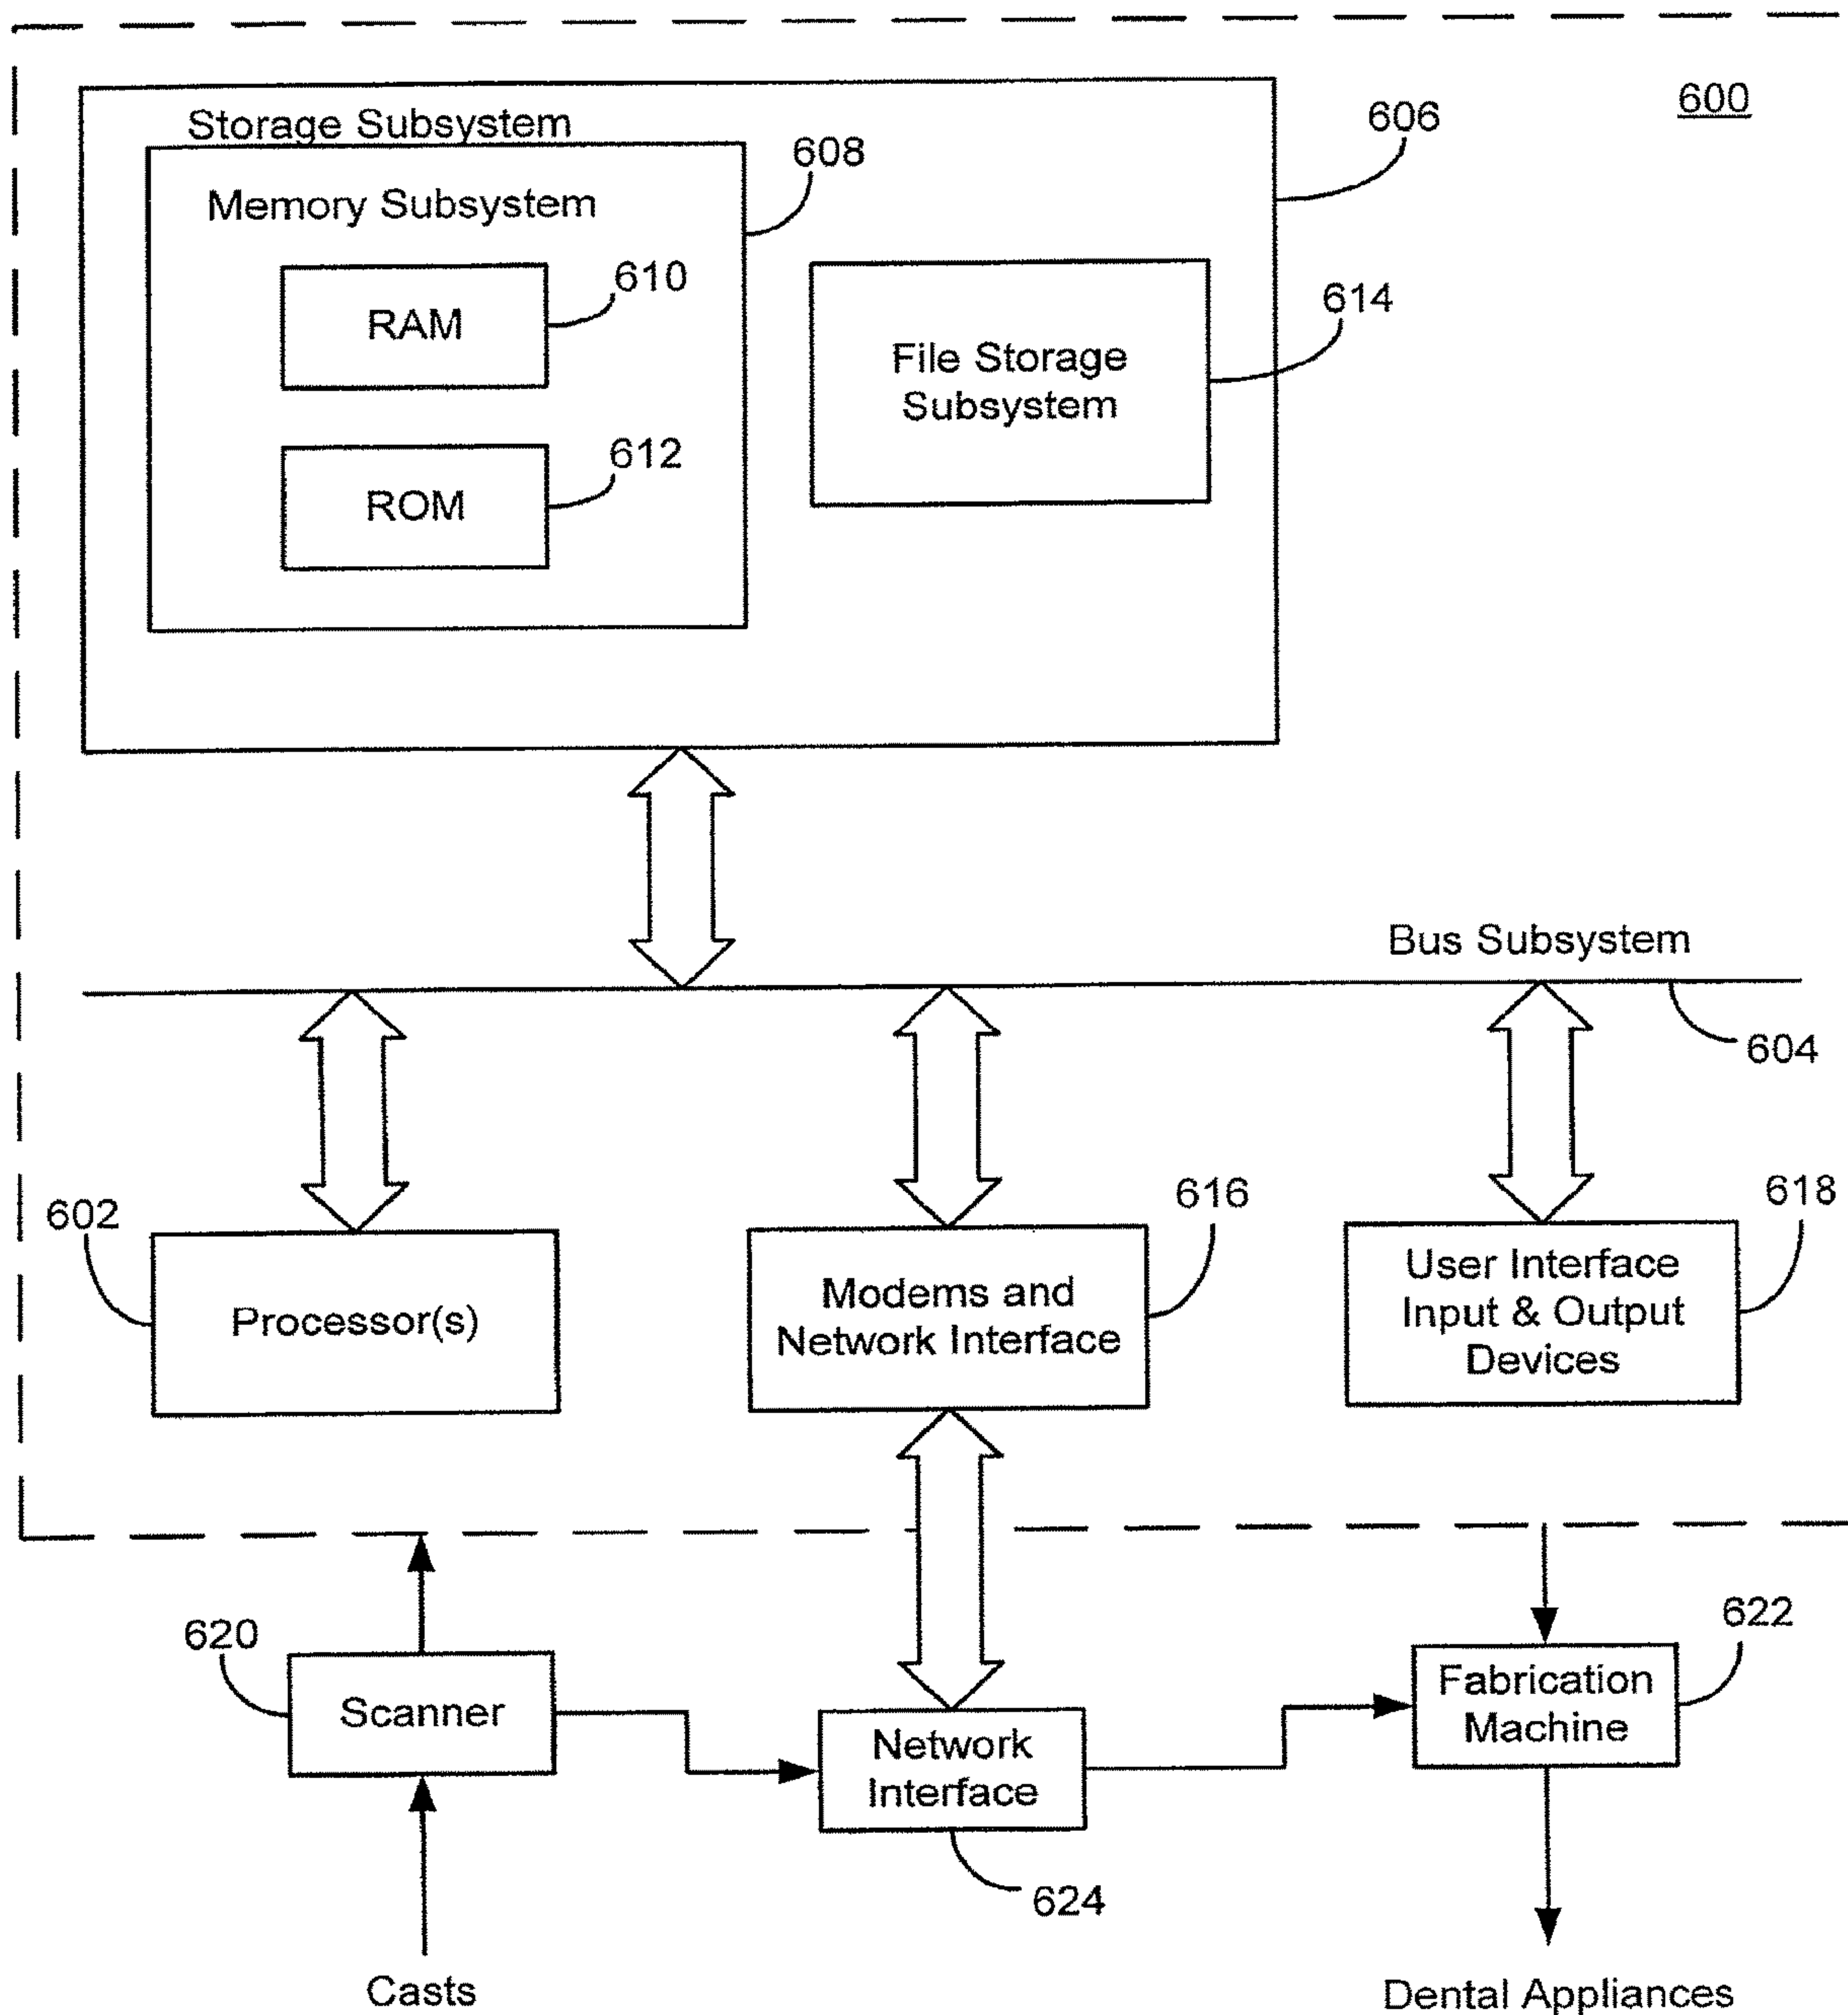 600
606
Storage Subsystem
608
Memory Subsystem
610
RAM
614
File Storage
Subsystem
612
ROM
Bus Subsystem
604
602
Processor(s)
616
Modems and
Network Interface
618
User Interface
Input & Output
Devices
620
Scanner
Network
Interface
624
622
Fabrication
Machine
Casts
Dental Appliances